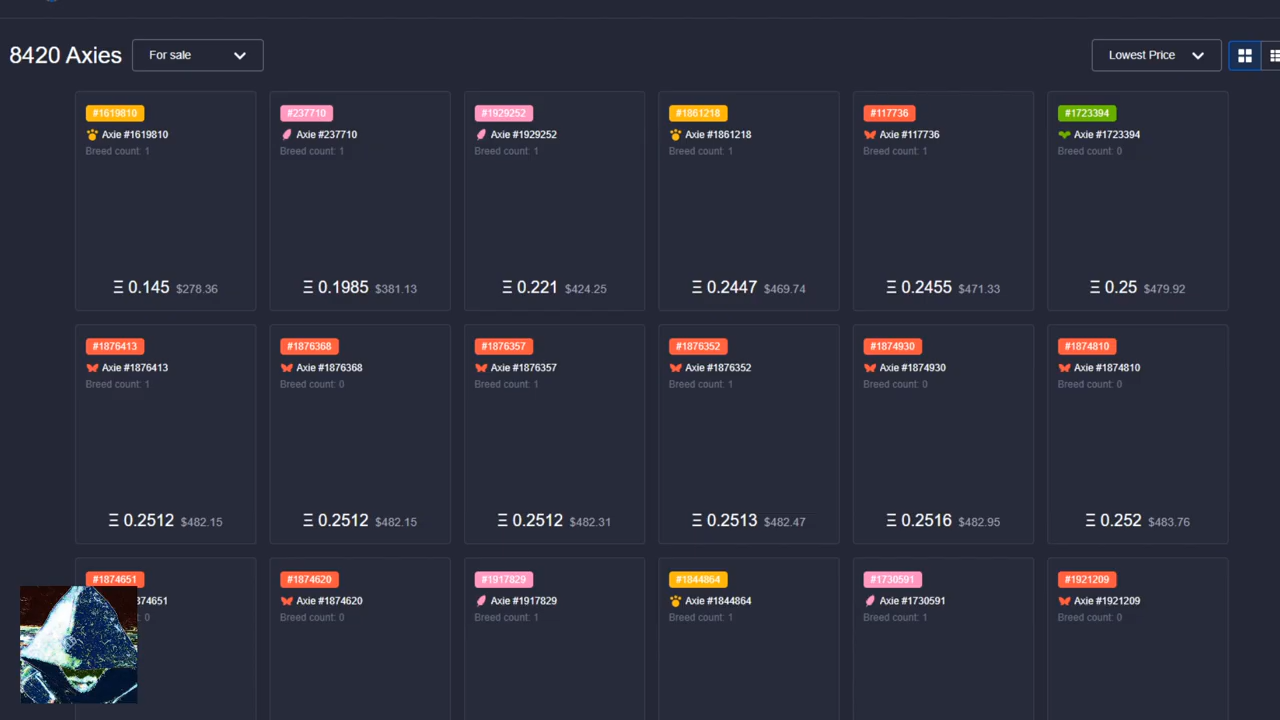 8420 Axies For sale Lowest Price
#1619810 #237710 #1929252 #1861218 #117736 #1723394
Axie #1619810 Axie #237710 Axie #1929252 Axie #1861218 Axie #117736 Axie #1723394
Breed count: 1 Breed count: 1 Breed count: 1 Breed count: 1 Breed count: 1 Breed count: 0
Ξ 0.145 $278.36 Ξ 0.1985 $381.13 Ξ 0.221 $424.25 Ξ 0.2447 $469.74 Ξ 0.2455 $471.33 Ξ 0.25 $479.92
#1876413 #1876368 #1876357 #1876352 #1874930 #1874810
Axie #1876413 Axie #1876368 Axie #1876357 Axie #1876352 Axie #1874930 Axie #1874810
Breed count: 1 Breed count: 0 Breed count: 1 Breed count: 1 Breed count: 0 Breed count: 0
Ξ 0.2512 $482.15 Ξ 0.2512 $482.15 Ξ 0.2512 $482.31 Ξ 0.2513 $482.47 Ξ 0.2516 $482.95 Ξ 0.252 $483.76
#1874651 #1874620 #1917829 #1844864 #1730591 #1921209
874651 Axie #1874620 Axie #1917829 Axie #1844864 Axie #1730591 Axie #1921209
0 Breed count: 0 Breed count: 1 Breed count: 1 Breed count: 1 Breed count: 0